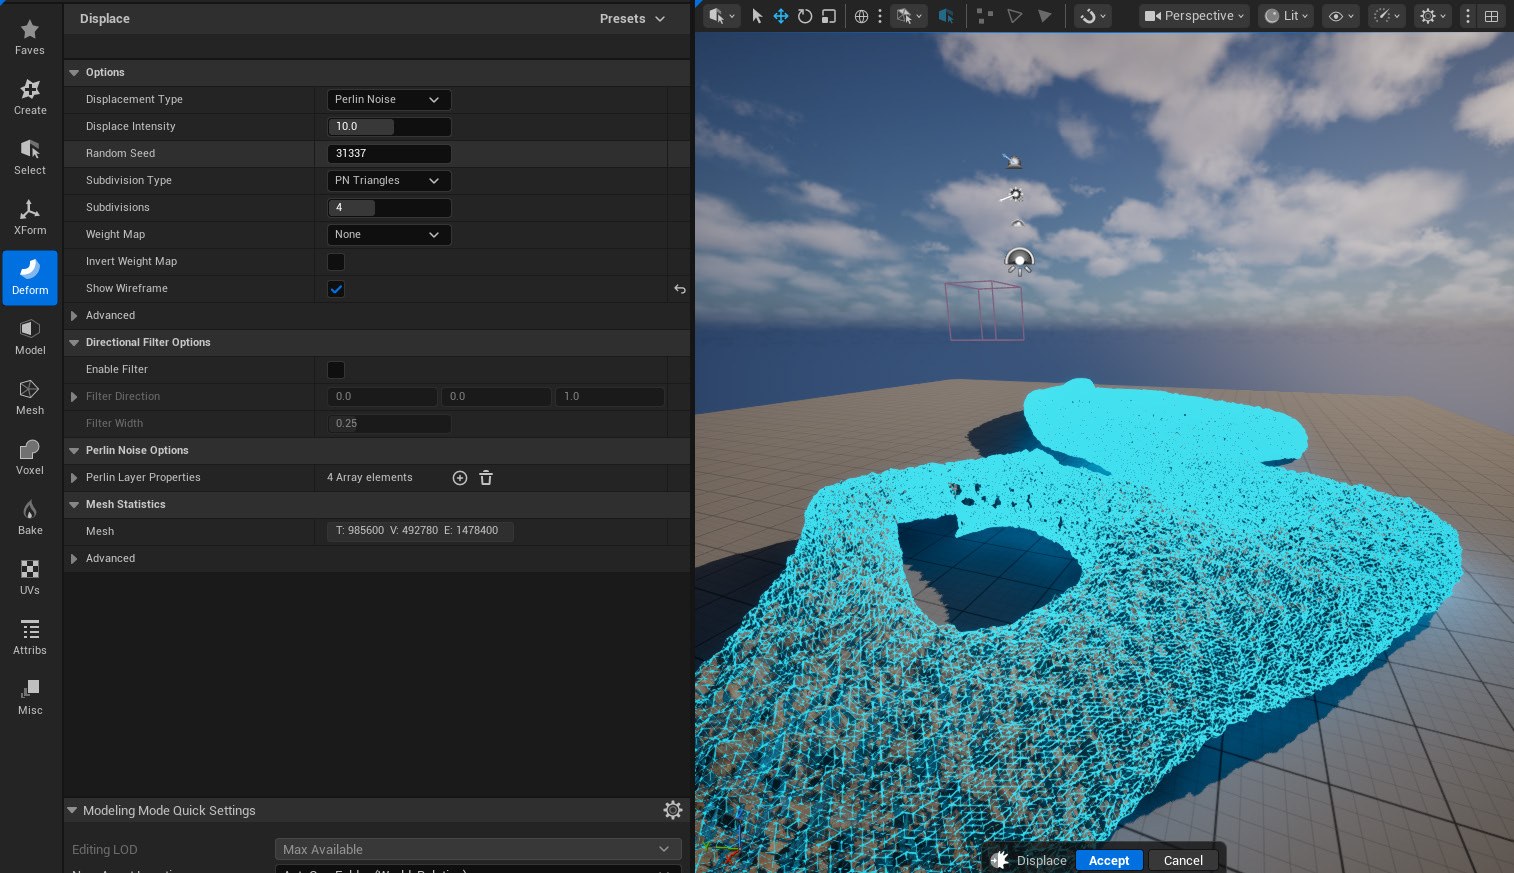 Displace
Presets
Faves
Create
Select
XForm
Deform
Model
Mesh
Voxel
Bake
UVs
Attribs
Misc
Options
Displacement Type Perlin Noise
Displace Intensity 10.0
Random Seed 31337
Subdivision Type PN Triangles
Subdivisions 4
Weight Map None
Invert Weight Map
Show Wireframe
Advanced
Directional Filter Options
Enable Filter
Filter Direction 0.0 0.0 1.0
Filter Width 0.25
Perlin Noise Options
Perlin Layer Properties 4 Array elements
Mesh Statistics
Mesh T: 985600 V: 492780 E: 1478400
Advanced
Modeling Mode Quick Settings
Editing LOD Max Available
Perspective
Lit
Displace Accept Cancel